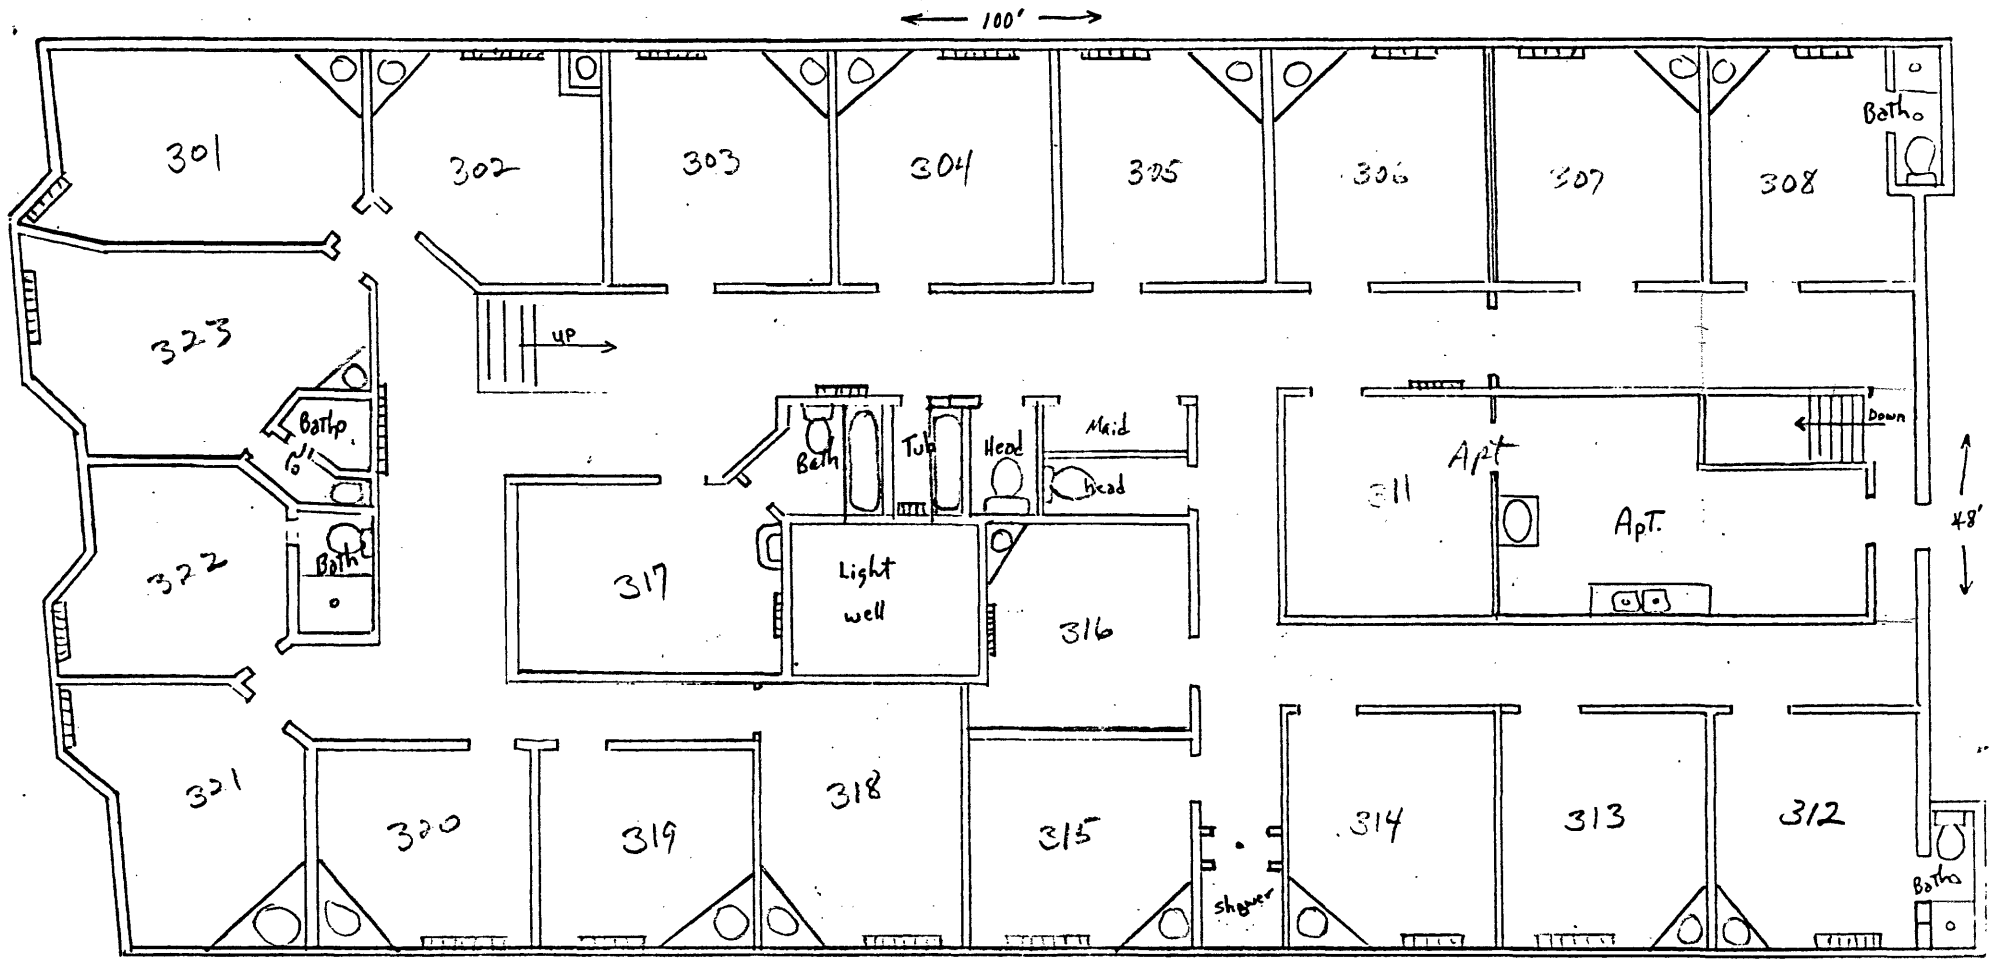 100'
301
302
303
304
305
306
307
308
Bath
323
UP
Bath
Bath
Tub
Head
Maid
head
Apt
311
Down
48'
322
Bath
317
Light
well
316
Apt.
321
320
319
318
315
shower
314
313
312
Bath